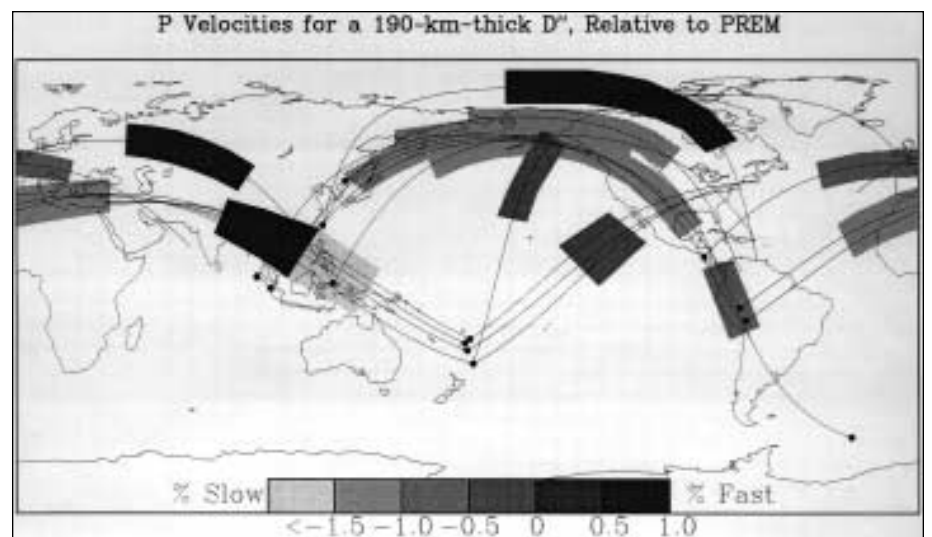 P Velocities for a 190-km-thick D", Relative to PREM
% Slow % Fast
<-1.5 -1.0 -0.5 0 0.5 1.0